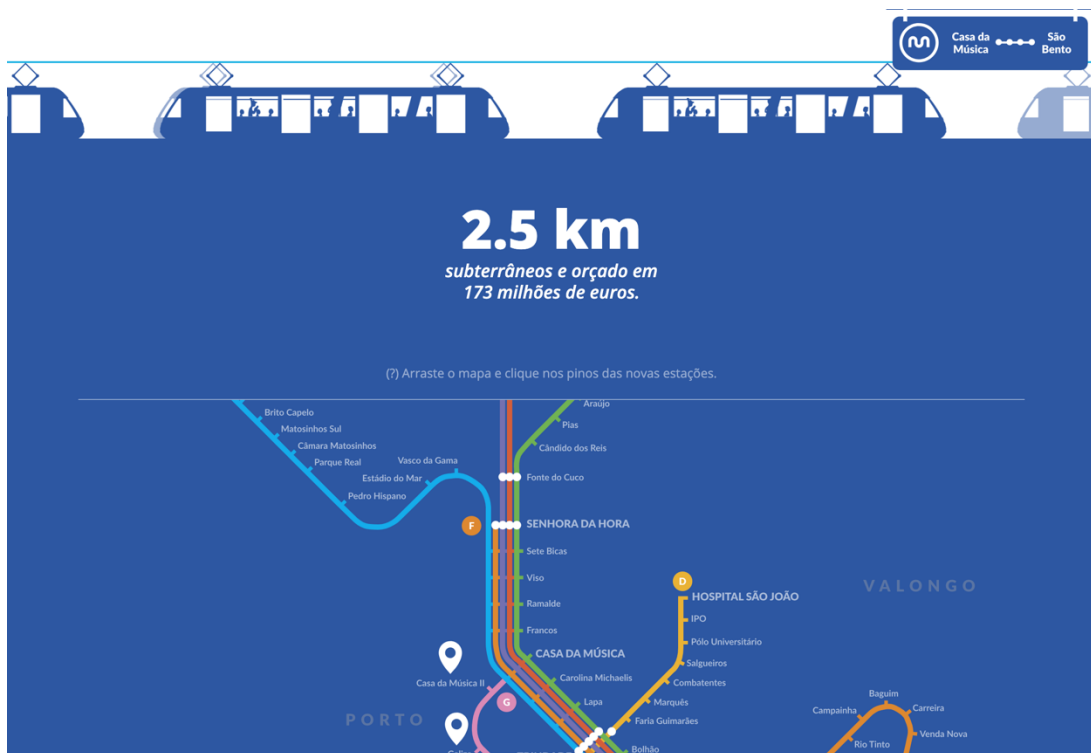 Casa da
Música
São
Bento
2.5 km
subterrâneos e orçado em
173 milhões de euros.
(?) Arraste o mapa e clique nos pinos das novas estações.
Brito Capelo
Matosinhos Sul
Câmara Matosinhos
Parque Real
Pedro Hispano
Estádio do Mar
Vasco da Gama
Araújo
Pias
Cândido dos Reis
Fonte do Cuco
F
SENHORA DA HORA
Sete Bicas
Viso
Ramalde
Francos
CASA DA MÚSICA
Carolina Michaelis
Lapa
D
HOSPITAL SÃO JOÃO
IPO
Pólo Universitário
Salgueiros
Combatentes
Marquês
Faria Guimarães
VALONGO
Casa da Música II
G
PORTO
Bolhão
Baguim
Campainha
Carreira
Venda Nova
Rio Tinto